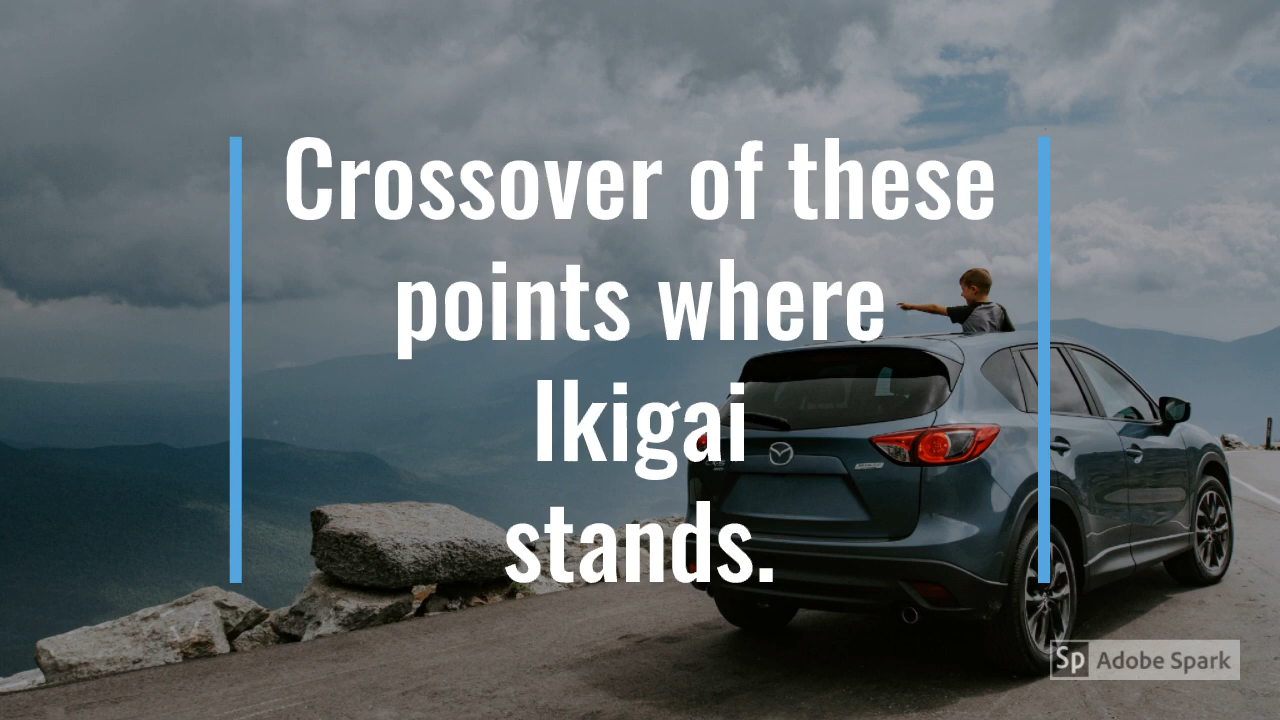 Crossover of these
points where
Ikigai
stands.
Sp Adobe Spark